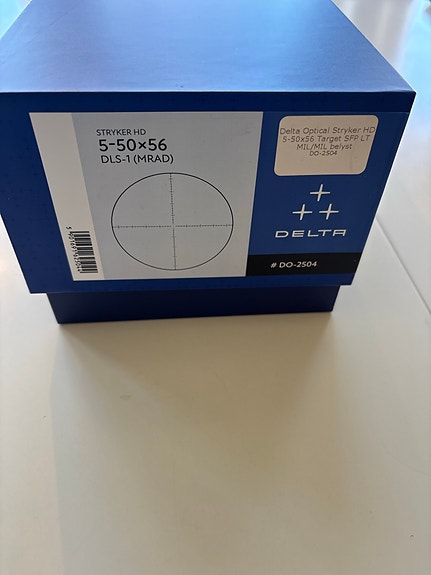 STRYKER HD
5-50×56
DLS-1 (MRAD)
Delta Optical Stryker HD
5-50x56 Target SFP LT
MIL/MIL belyst
DO-2504
DELTA
# DO-2504